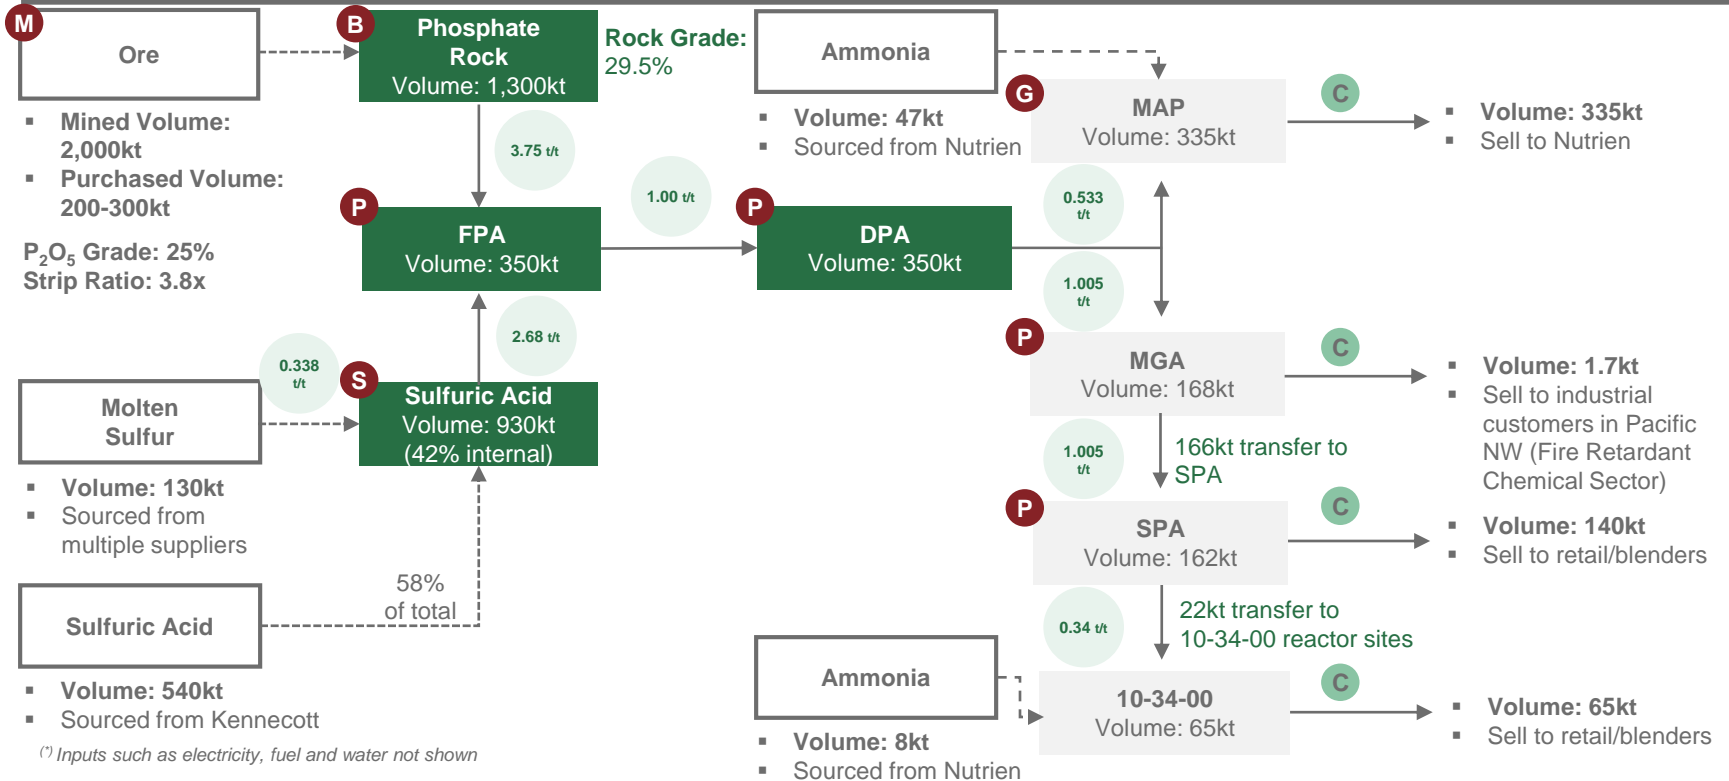 M
Ore
▪ Mined Volume:
2,000kt
▪ Purchased Volume:
200-300kt
P₂O₅ Grade: 25%
Strip Ratio: 3.8x
B
Phosphate
Rock
Volume: 1,300kt
Rock Grade:
29.5%
3.75 t/t
P
FPA
Volume: 350kt
1.00 t/t
2.68 t/t
0.338
t/t
Molten
Sulfur
▪ Volume: 130kt
▪ Sourced from
multiple suppliers
S
Sulfuric Acid
Volume: 930kt
(42% internal)
58%
of total
Sulfuric Acid
▪ Volume: 540kt
▪ Sourced from Kennecott
(*) Inputs such as electricity, fuel and water not shown
Ammonia
▪ Volume: 47kt
▪ Sourced from Nutrien
G
MAP
Volume: 335kt
C
▪ Volume: 335kt
▪ Sell to Nutrien
P
DPA
Volume: 350kt
0.533
t/t
1.005
t/t
P
MGA
Volume: 168kt
C
▪ Volume: 1.7kt
▪ Sell to industrial
customers in Pacific
NW (Fire Retardant
Chemical Sector)
1.005
t/t
166kt transfer to
SPA
P
SPA
Volume: 162kt
C
▪ Volume: 140kt
▪ Sell to retail/blenders
0.34 t/t
22kt transfer to
10-34-00 reactor sites
Ammonia
▪ Volume: 8kt
▪ Sourced from Nutrien
10-34-00
Volume: 65kt
C
▪ Volume: 65kt
▪ Sell to retail/blenders